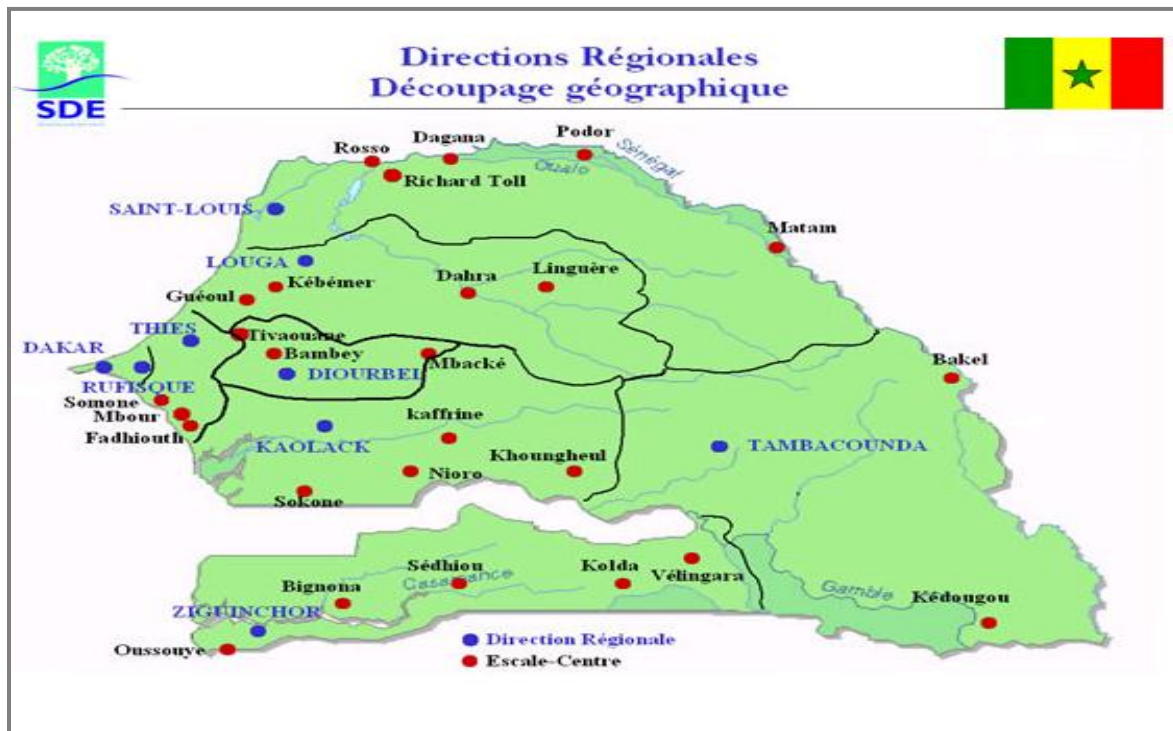 Directions Régionales
Découpage géographique
SDE
Podor
Dagana
Rosso
Sénégal
Oualo
Richard Toll
SAINT-LOUIS
Matam
LOUGA
Linguère
Dahra
Kébémer
Guéoul
THIES
Tivaouane
DAKAR
Bambey
Mbacké
Bakel
DIOURBEL
RUFISQUE
Somone
Mbour
kaffrine
Fadhiouth
KAOLACK
TAMBACOUNDA
Khoungheul
Nioro
Sokone
Sédhiou
Kolda
Vélingara
Casamance
Bignona
Gambie
Kédougou
ZIGUINCHOR
Oussouye
Direction Régionale
Escale-Centre